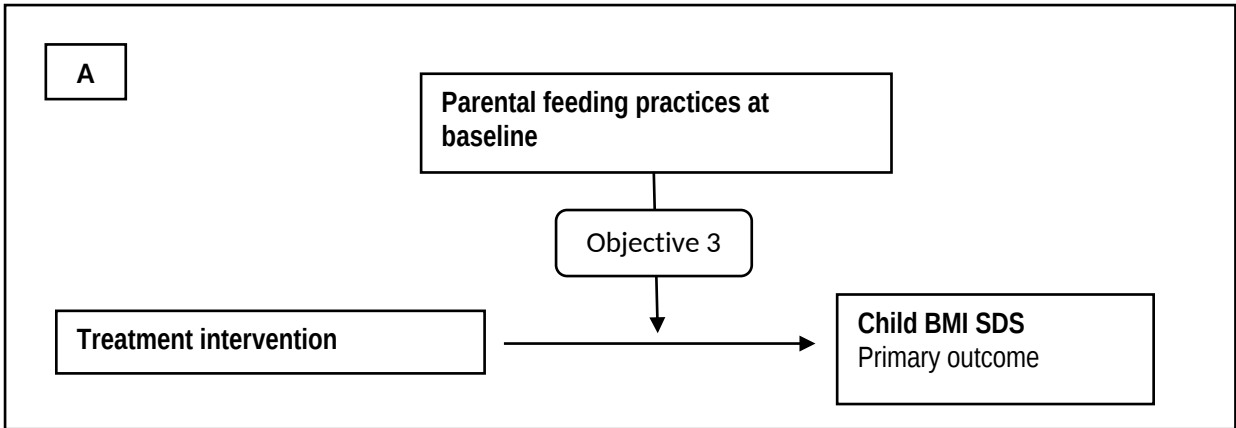 A
Parental feeding practices at
baseline
Objective 3
Treatment intervention
Child BMI SDS
Primary outcome